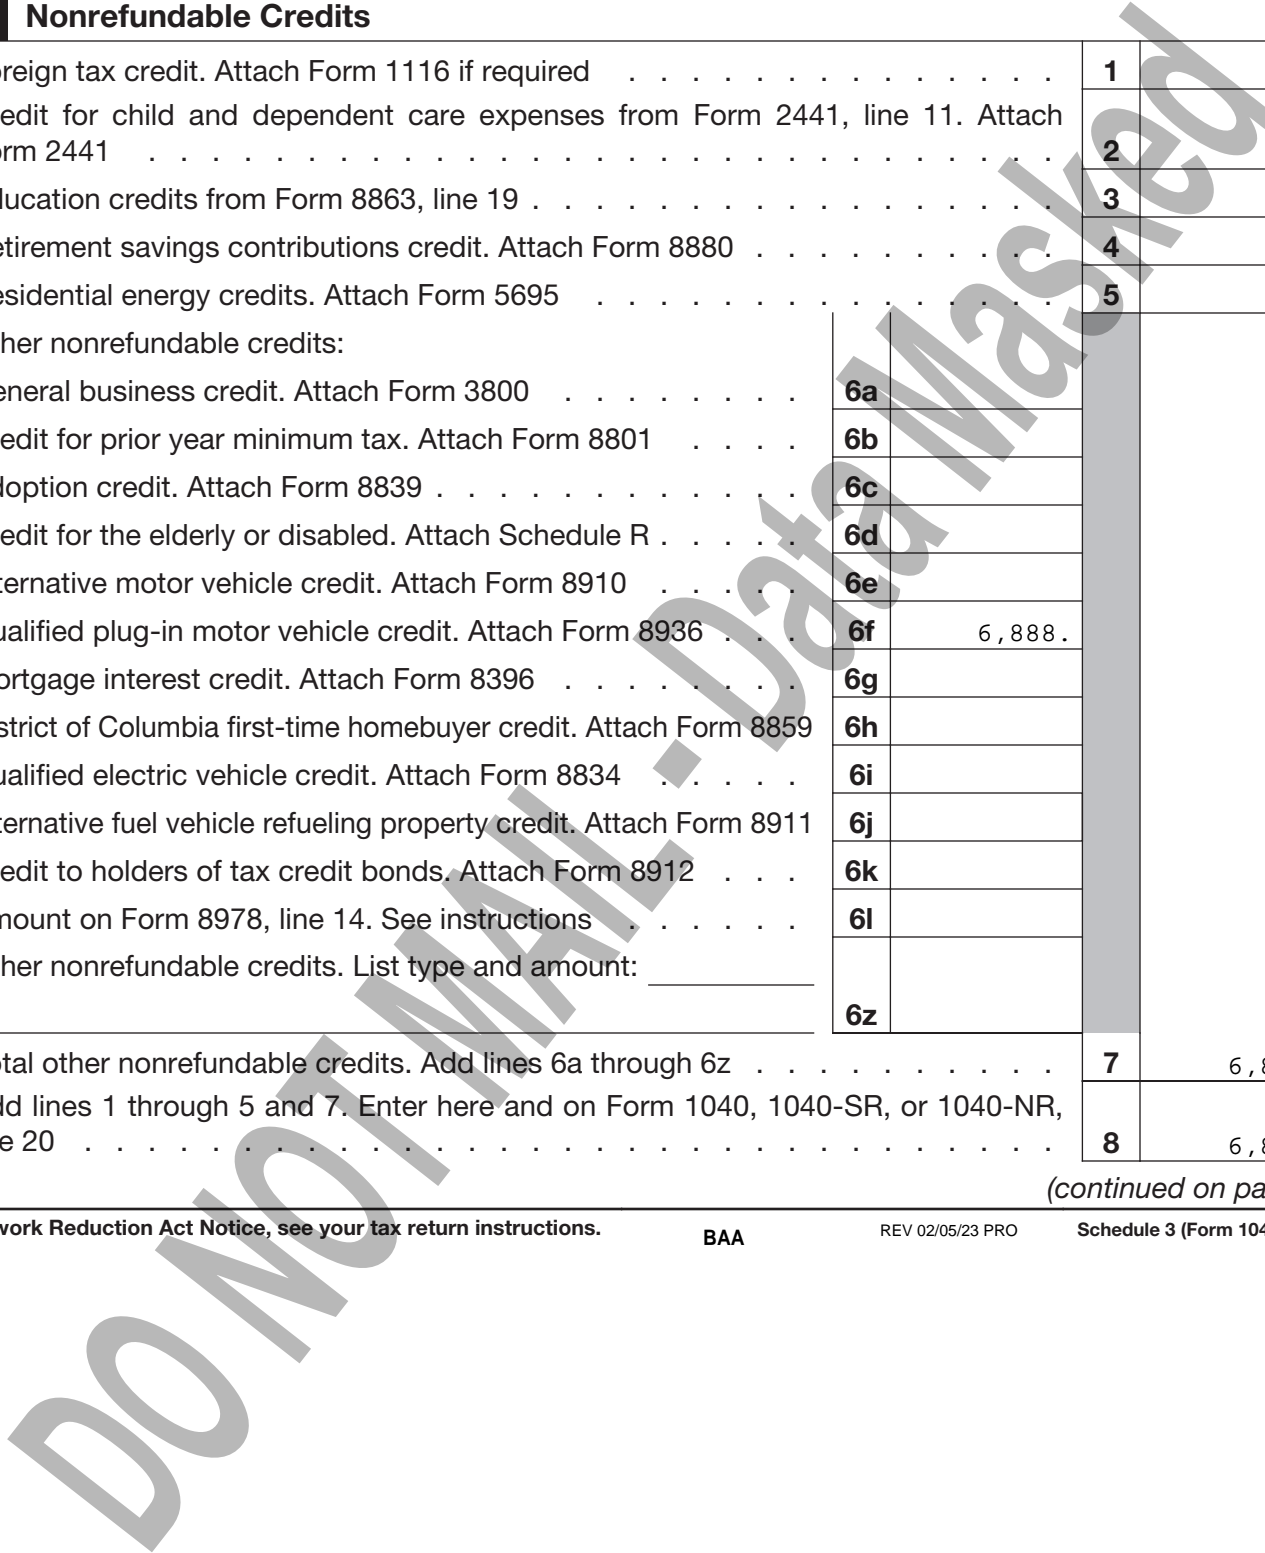 Nonrefundable Credits
reign tax credit. Attach Form 1116 if required . . . . . . . . . . . . . . 1
edit for child and dependent care expenses from Form 2441, line 11. Attach
rm 2441 . . . . . . . . . . . . . . . . . . . . . . . . . . . . . 2
lucation credits from Form 8863, line 19 . . . . . . . . . . . . . . . . . 3
etirement savings contributions credit. Attach Form 8880 . . . . . . . . . . 4
esidential energy credits. Attach Form 5695 . . . . . . . . . . . . . . . 5
her nonrefundable credits:
eneral business credit. Attach Form 3800 . . . . . . . . 6a
edit for prior year minimum tax. Attach Form 8801 . . . . 6b
doption credit. Attach Form 8839 . . . . . . . . . . . . 6c
edit for the elderly or disabled. Attach Schedule R . . . . . 6d
ternative motor vehicle credit. Attach Form 8910 . . . . . 6e
ualified plug-in motor vehicle credit. Attach Form 8936 . . . 6f 6,888.
ortgage interest credit. Attach Form 8396 . . . . . . . . 6g
strict of Columbia first-time homebuyer credit. Attach Form 8859 6h
ualified electric vehicle credit. Attach Form 8834 . . . . . 6i
ternative fuel vehicle refueling property credit. Attach Form 8911 6j
edit to holders of tax credit bonds. Attach Form 8912 . . . 6k
mount on Form 8978, line 14. See instructions . . . . . . 6l
her nonrefundable credits. List type and amount:
6z
otal other nonrefundable credits. Add lines 6a through 6z . . . . . . . . . . 7 6,8
dd lines 1 through 5 and 7. Enter here and on Form 1040, 1040-SR, or 1040-NR,
e 20 . . . . . . . . . . . . . . . . . . . . . . . . . . . . . . . 8 6,8
(continued on pa
work Reduction Act Notice, see your tax return instructions. BAA REV 02/05/23 PRO Schedule 3 (Form 104
DO NOT MAIL - Data Masked